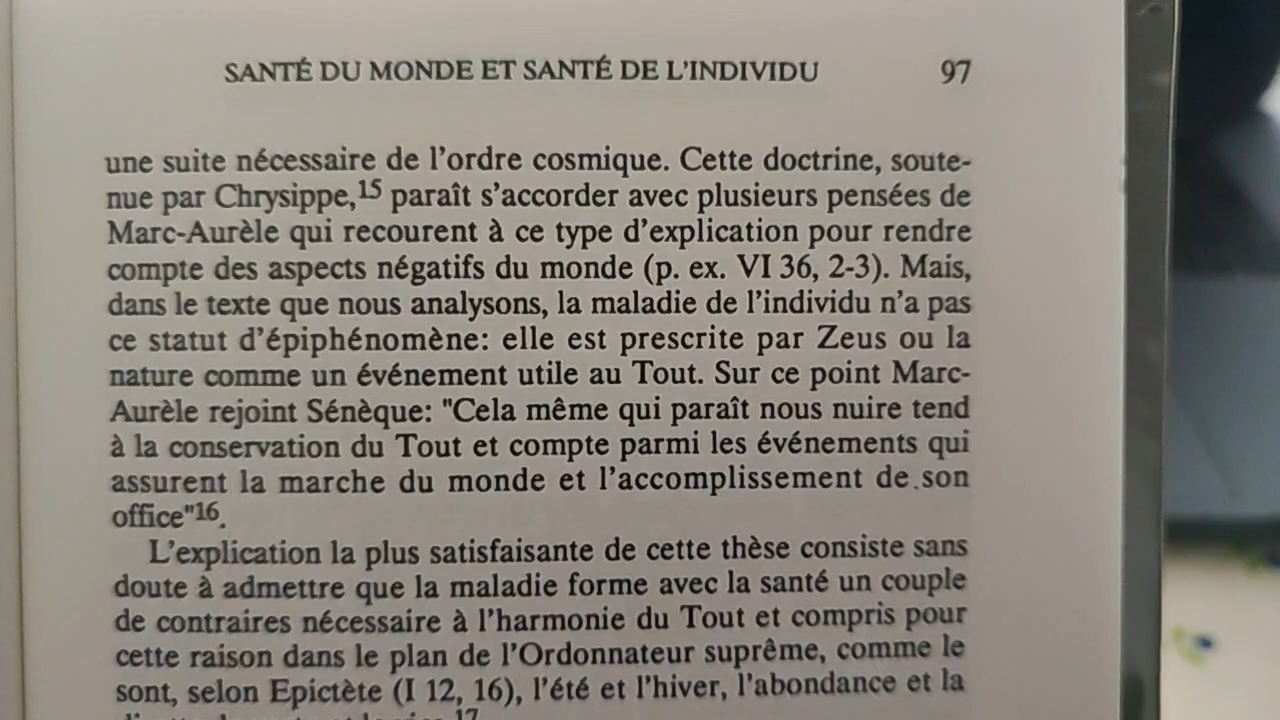 SANTÉ DU MONDE ET SANTÉ DE L'INDIVIDU 97
une suite nécessaire de l'ordre cosmique. Cette doctrine, soute-
nue par Chrysippe,15 paraît s'accorder avec plusieurs pensées de
Marc-Aurèle qui recourent à ce type d'explication pour rendre
compte des aspects négatifs du monde (p. ex. VI 36, 2-3). Mais,
dans le texte que nous analysons, la maladie de l'individu n'a pas
ce statut d'épiphénomène: elle est prescrite par Zeus ou la
nature comme un événement utile au Tout. Sur ce point Marc-
Aurèle rejoint Sénèque: "Cela même qui paraît nous nuire tend
à la conservation du Tout et compte parmi les événements qui
assurent la marche du monde et l'accomplissement de son
office"16.
L'explication la plus satisfaisante de cette thèse consiste sans
doute à admettre que la maladie forme avec la santé un couple
de contraires nécessaire à l'harmonie du Tout et compris pour
cette raison dans le plan de l'Ordonnateur suprême, comme le
sont, selon Epictète (I 12, 16), l'été et l'hiver, l'abondance et la
17